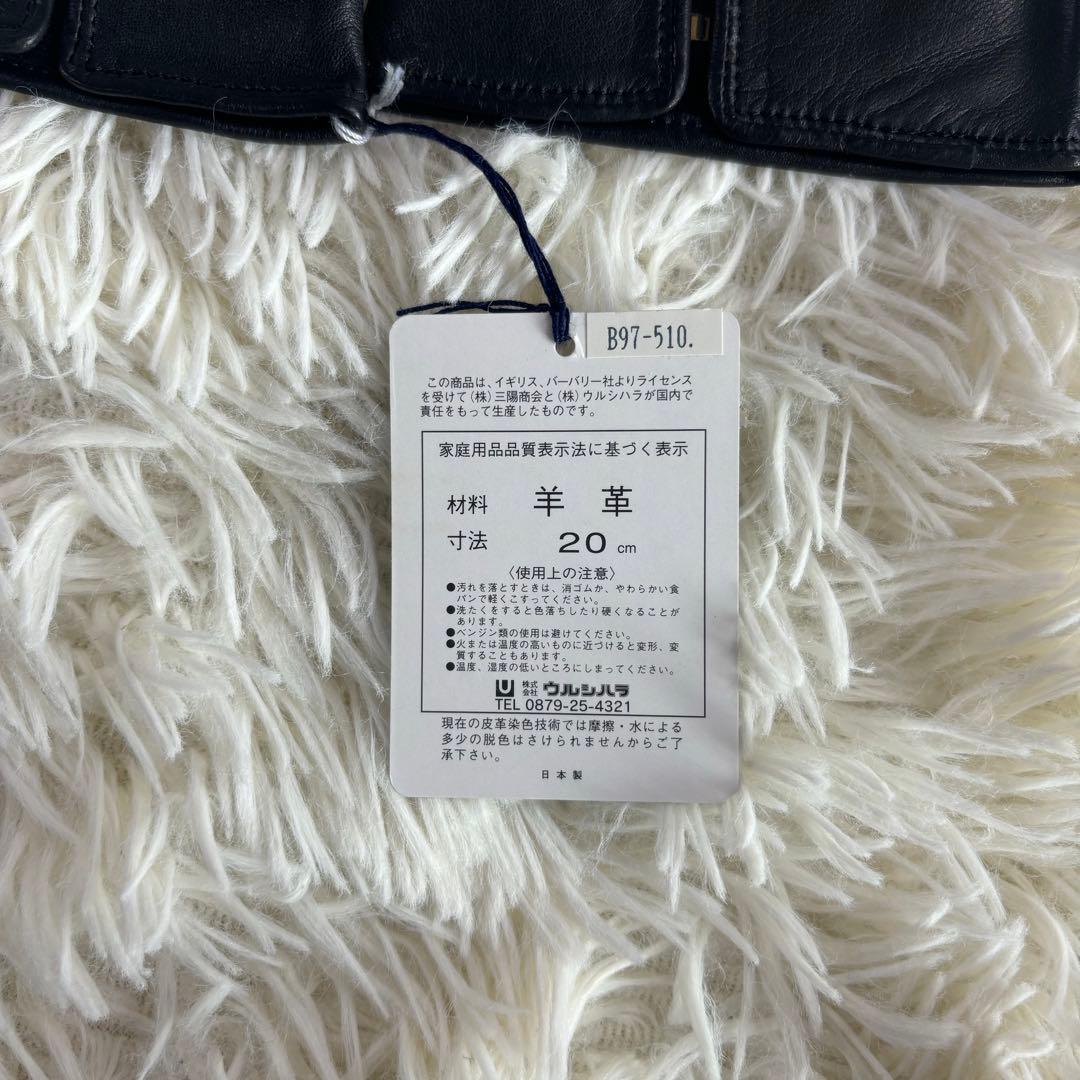 B97-510.
この商品は、イギリス、バーバリー社よりライセンス
を受けて(株)三陽商会と(株)ウルシハラが国内で
責任をもって生産したものです。
家庭用品品質表示法に基づく表示
材料 羊 革
寸法 20 cm
〈使用上の注意〉
●汚れを落とすときは、消ゴムか、やわらかい食
パンで軽くこすってください。
●洗たくをすると色落ちしたり硬くなることが
あります。
●ベンジン類の使用は避けてください。
●火または温度の高いものに近づけると変形、変
質することもあります。
●温度、湿度の低いところにしまってください。
U 株式会社 ウルシハラ
TEL 0879-25-4321
現在の皮革染色技術では摩擦・水による
多少の脱色はさけられませんからご了
承下さい。
日本製